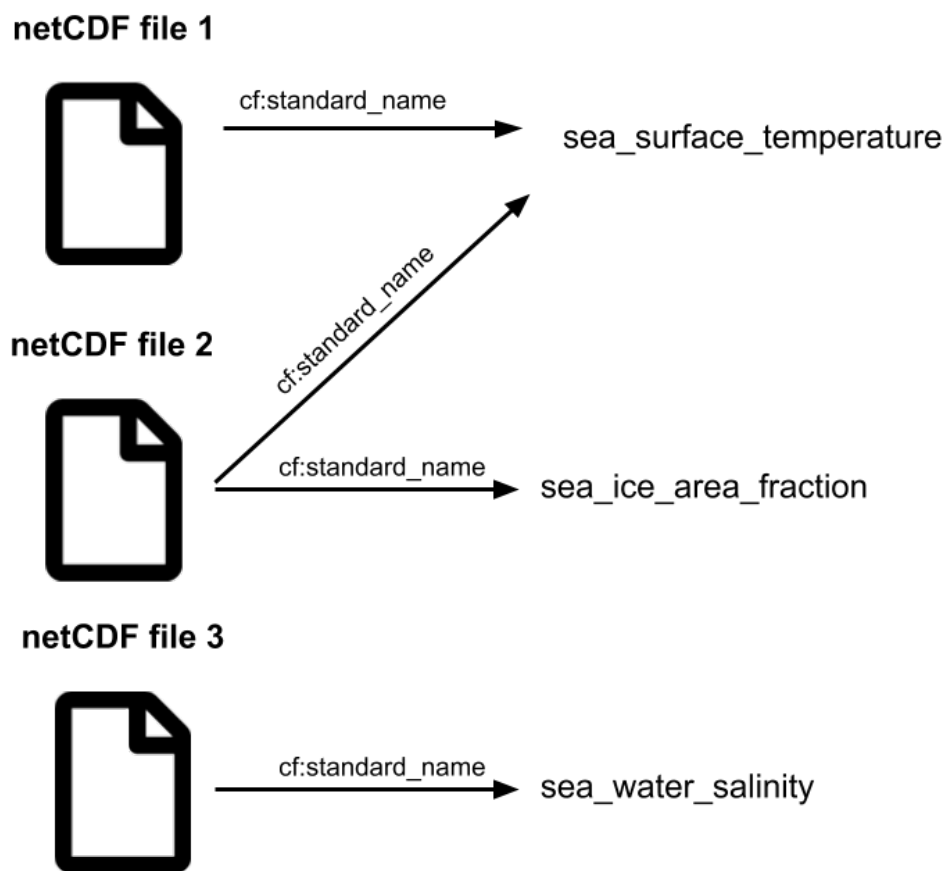 netCDF file 1
cf:standard_name
sea_surface_temperature
cf:standard_name
netCDF file 2
cf:standard_name
sea_ice_area_fraction
netCDF file 3
cf:standard_name
sea_water_salinity